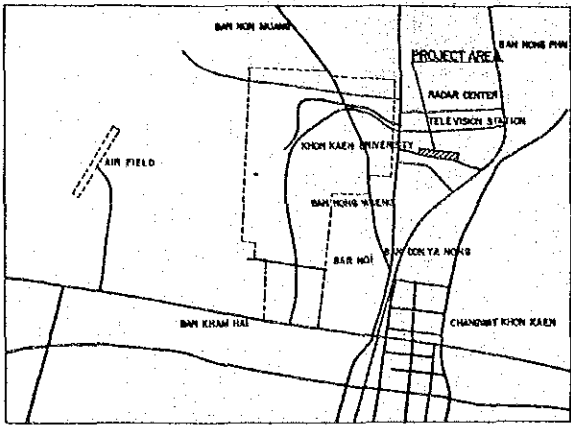 BAN NON MUANG
PROJECT AREA
BAN NONG PHAI
RADAR CENTER
TELEVISION STATION
KHON KAEN UNIVERSITY
AIR FIELD
BAN NONG WAENG
BAN DON YA NONG
BAN NOI
BAN KHAM HAI
CHANGWAT KHON KAEN